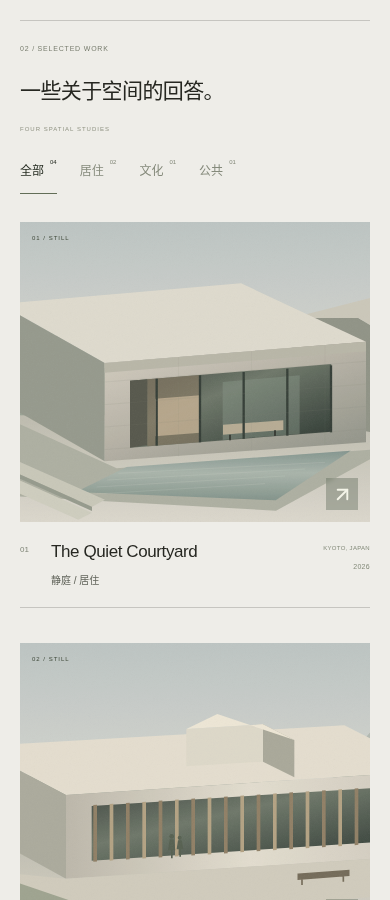 02 / SELECTED WORK
一些关于空间的回答。
FOUR SPATIAL STUDIES
全部 04 居住 02 文化 01 公共 01
01 / STILL
01 The Quiet Courtyard KYOTO, JAPAN
静庭 / 居住 2026
02 / STILL